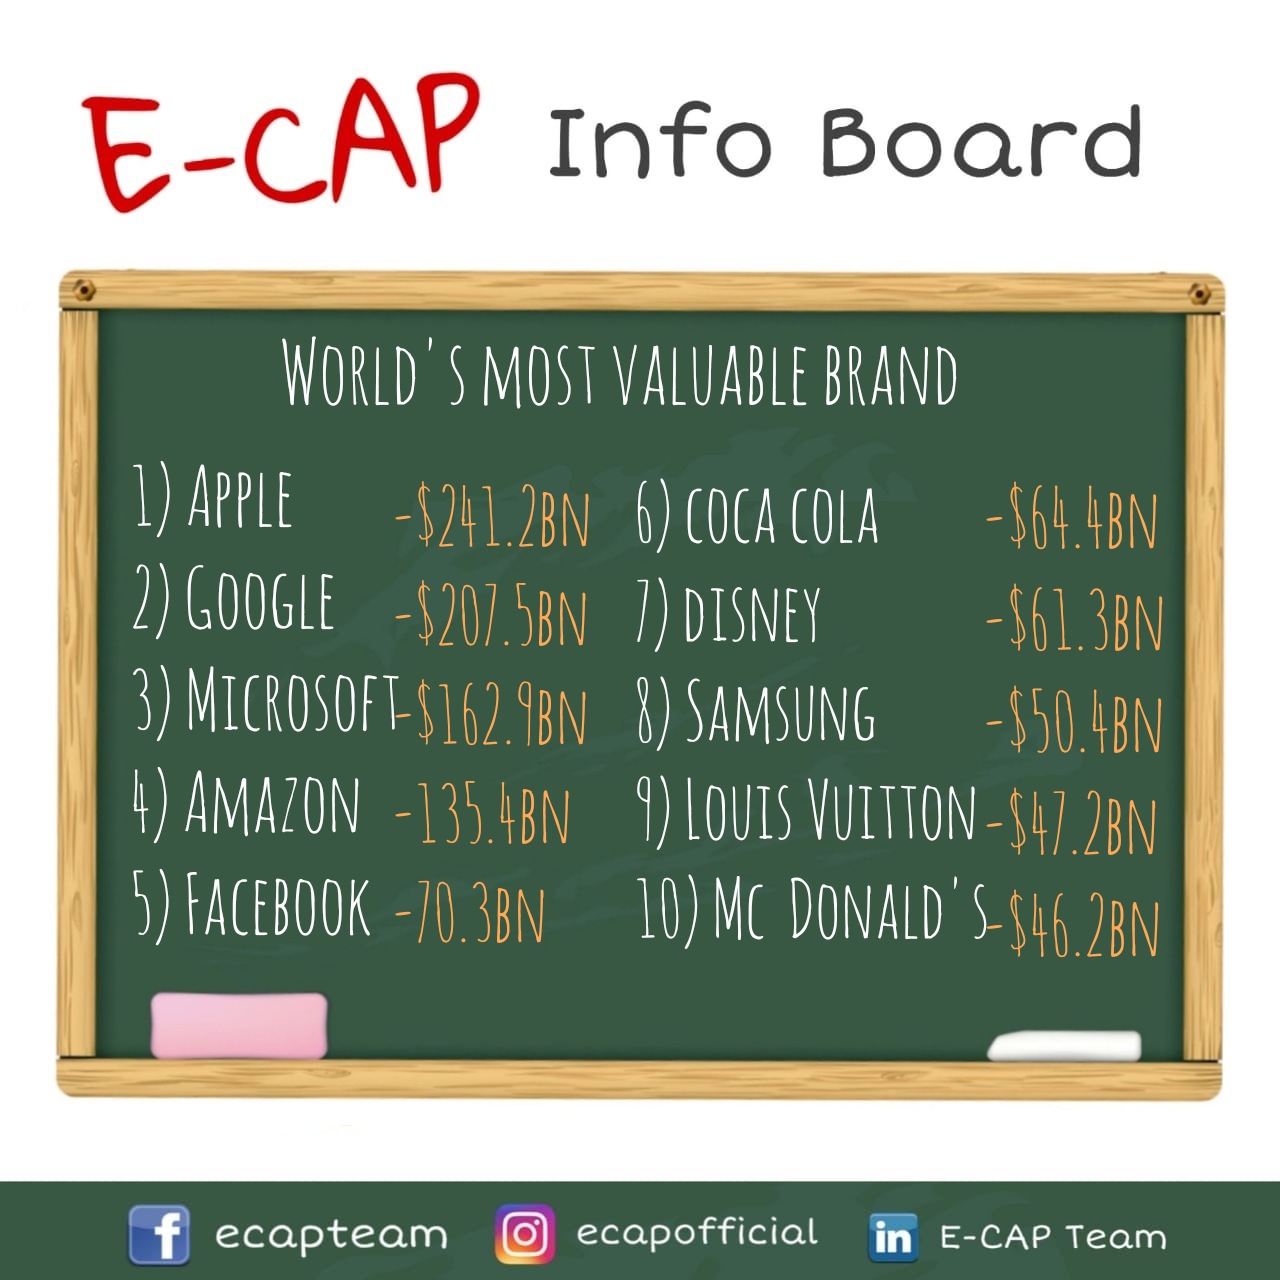 E-CAP Info Board
World's most valuable brand
1) Apple -$241.2BN
2) Google -$207.5BN
3) Microsoft -$162.9BN
4) Amazon -135.4BN
5) Facebook -70.3BN
6) coca cola -$64.4BN
7) disney -$61.3BN
8) Samsung -$50.4BN
9) Louis Vuitton -$47.2BN
10) Mc Donald's -$46.2BN
f ecapteam
ecapofficial
in E-CAP Team